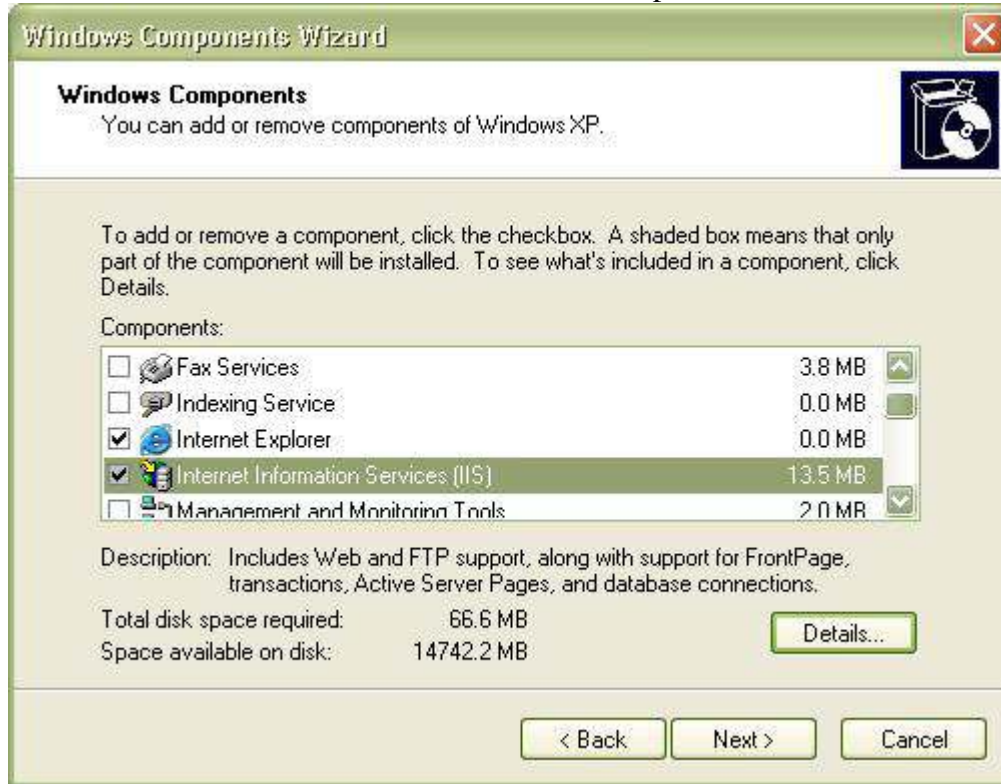 Windows Components Wizard
Windows Components
You can add or remove components of Windows XP.
To add or remove a component, click the checkbox. A shaded box means that only
part of the component will be installed. To see what's included in a component, click
Details.
Components:
Fax Services 3.8 MB
Indexing Service 0.0 MB
Internet Explorer 0.0 MB
Internet Information Services (IIS) 13.5 MB
Management and Monitoring Tools 2.0 MB
Description: Includes Web and FTP support, along with support for FrontPage,
transactions, Active Server Pages, and database connections.
Total disk space required: 66.6 MB
Space available on disk: 14742.2 MB
Details...
< Back Next > Cancel